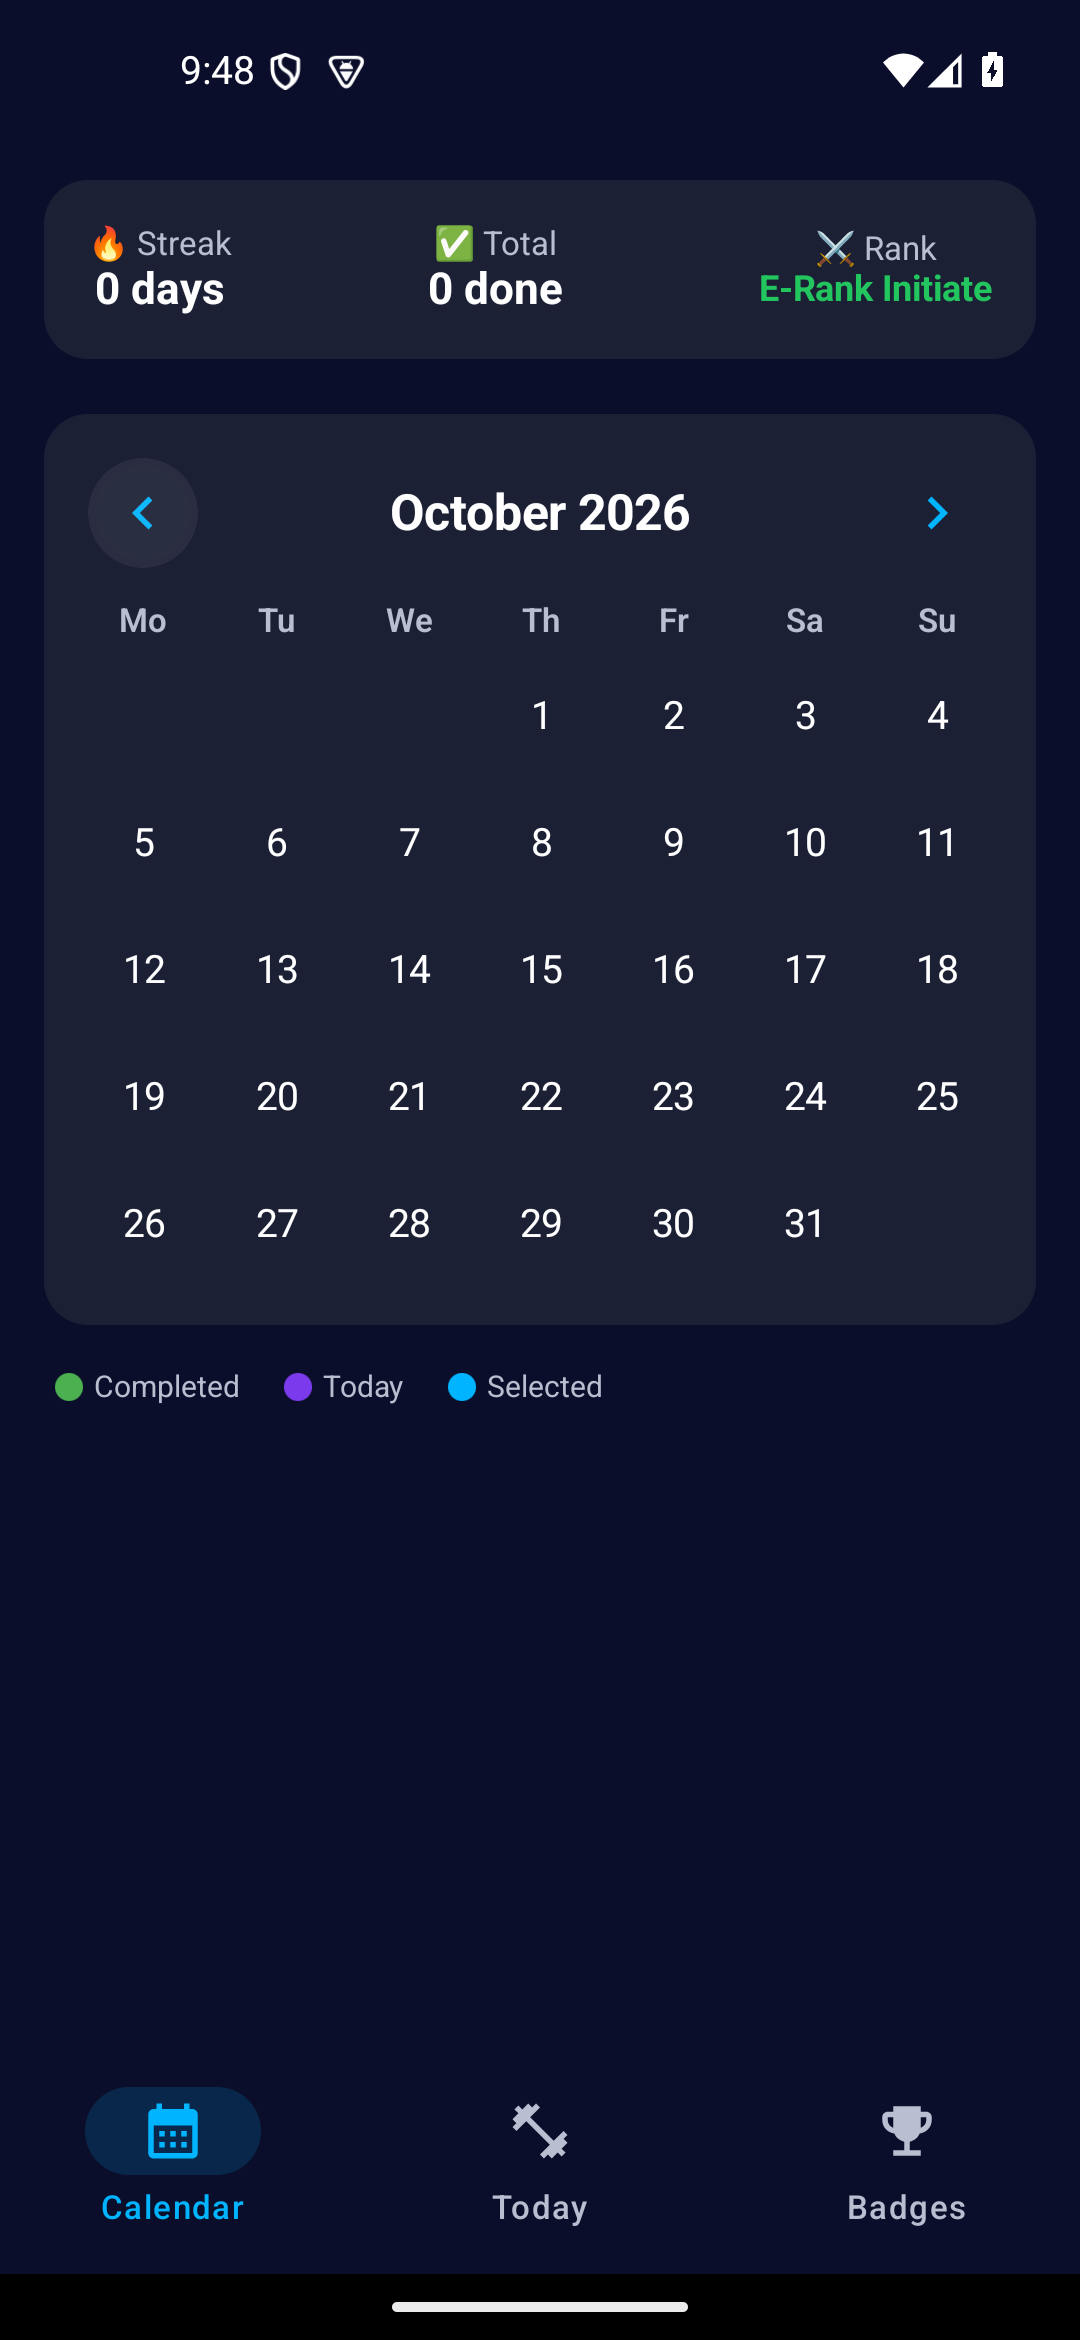 9:48
🔥 Streak ✅ Total ⚔️ Rank
0 days 0 done E-Rank Initiate
October 2026
Mo Tu We Th Fr Sa Su
1 2 3 4
5 6 7 8 9 10 11
12 13 14 15 16 17 18
19 20 21 22 23 24 25
26 27 28 29 30 31
Completed Today Selected
Calendar Today Badges